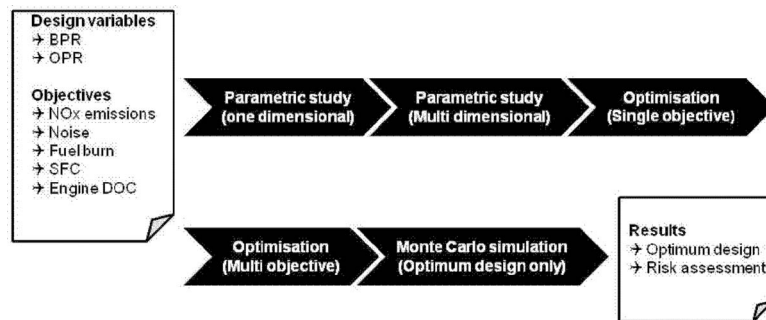 Design variables
✈ BPR
✈ OPR
Objectives
✈ NOx emissions
✈ Noise
✈ Fuel burn
✈ SFC
✈ Engine DOC
Parametric study
(one dimensional)
Parametric study
(Multi dimensional)
Optimisation
(Single objective)
Optimisation
(Multi objective)
Monte Carlo simulation
(Optimum design only)
Results
✈ Optimum design
✈ Risk assessment